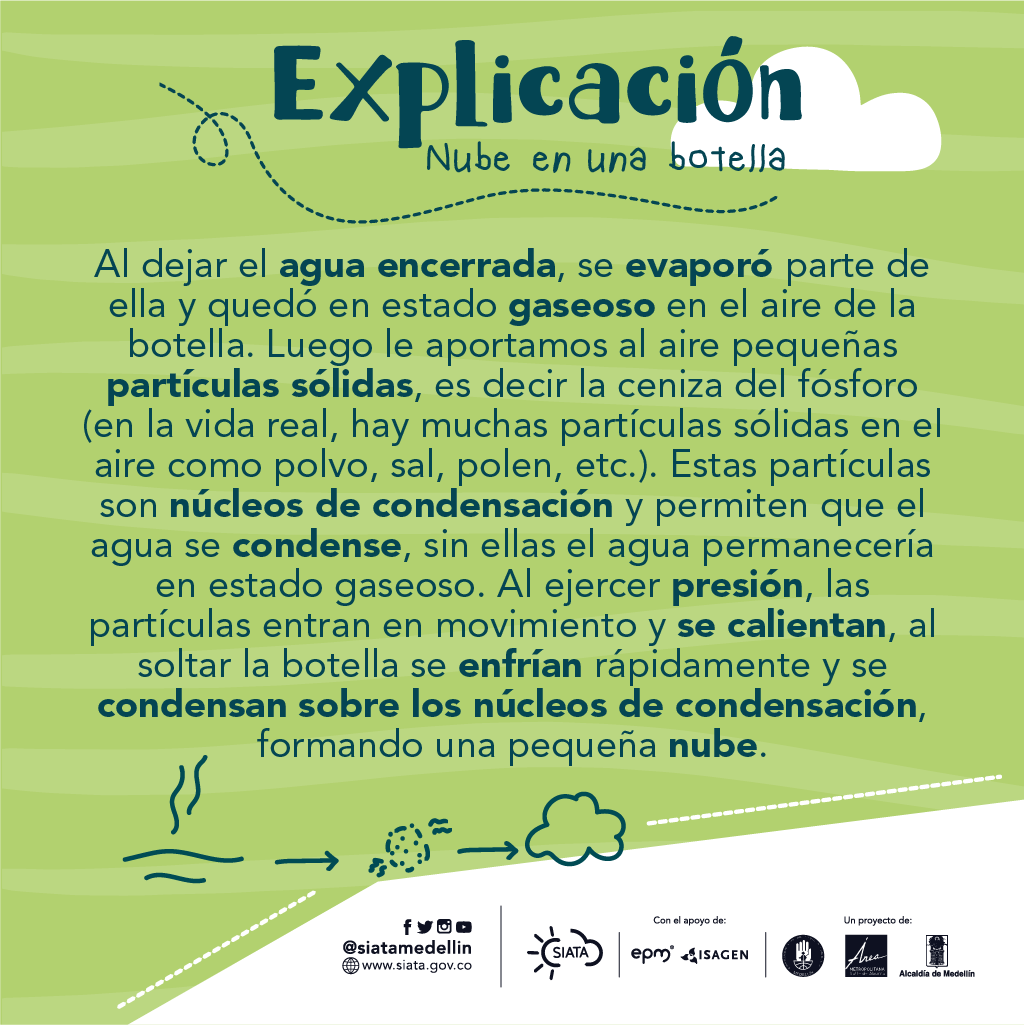 Explicación
Nube en una botella
Al dejar el agua encerrada, se evaporó parte de
ella y quedó en estado gaseoso en el aire de la
botella. Luego le aportamos al aire pequeñas
partículas sólidas, es decir la ceniza del fósforo
(en la vida real, hay muchas partículas sólidas en el
aire como polvo, sal, polen, etc.). Estas partículas
son núcleos de condensación y permiten que el
agua se condense, sin ellas el agua permanecería
en estado gaseoso. Al ejercer presión, las
partículas entran en movimiento y se calientan, al
soltar la botella se enfrían rápidamente y se
condensan sobre los núcleos de condensación,
formando una pequeña nube.
@siatamedellin
www.siata.gov.co
SIATA
Con el apoyo de:
epm
ISAGEN
Un proyecto de:
Área
METROPOLITANA
Alcaldía de Medellín